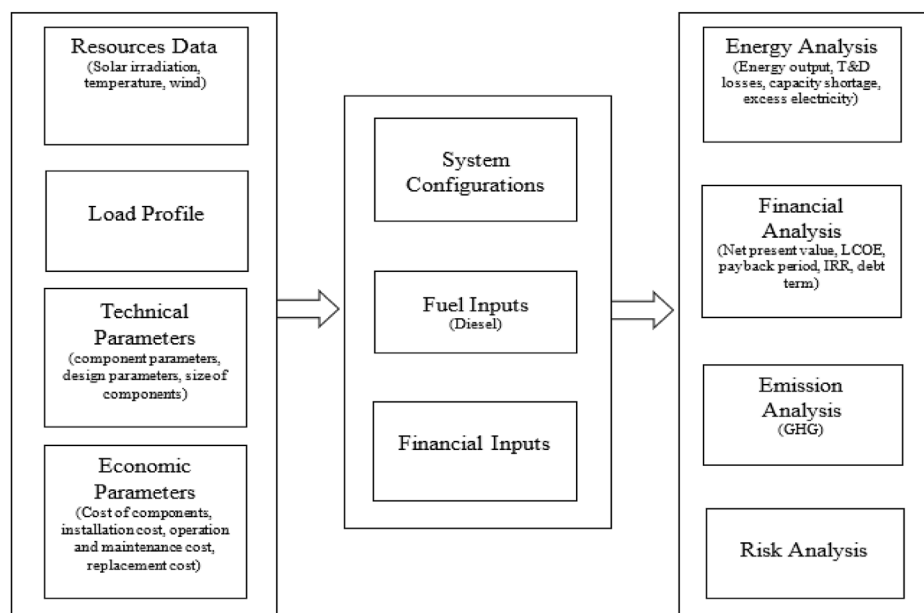 Resources Data
(Solar irradiation,
temperature, wind)
Load Profile
Technical
Parameters
(component parameters,
design parameters, size of
components)
Economic
Parameters
(Cost of components,
installation cost, operation
and maintenance cost,
replacement cost)
System
Configurations
Fuel Inputs
(Diesel)
Financial Inputs
Energy Analysis
(Energy output, T&D
losses, capacity shortage,
excess electricity)
Financial
Analysis
(Net present value, LCOE,
payback period, IRR, debt
term)
Emission
Analysis
(GHG)
Risk Analysis